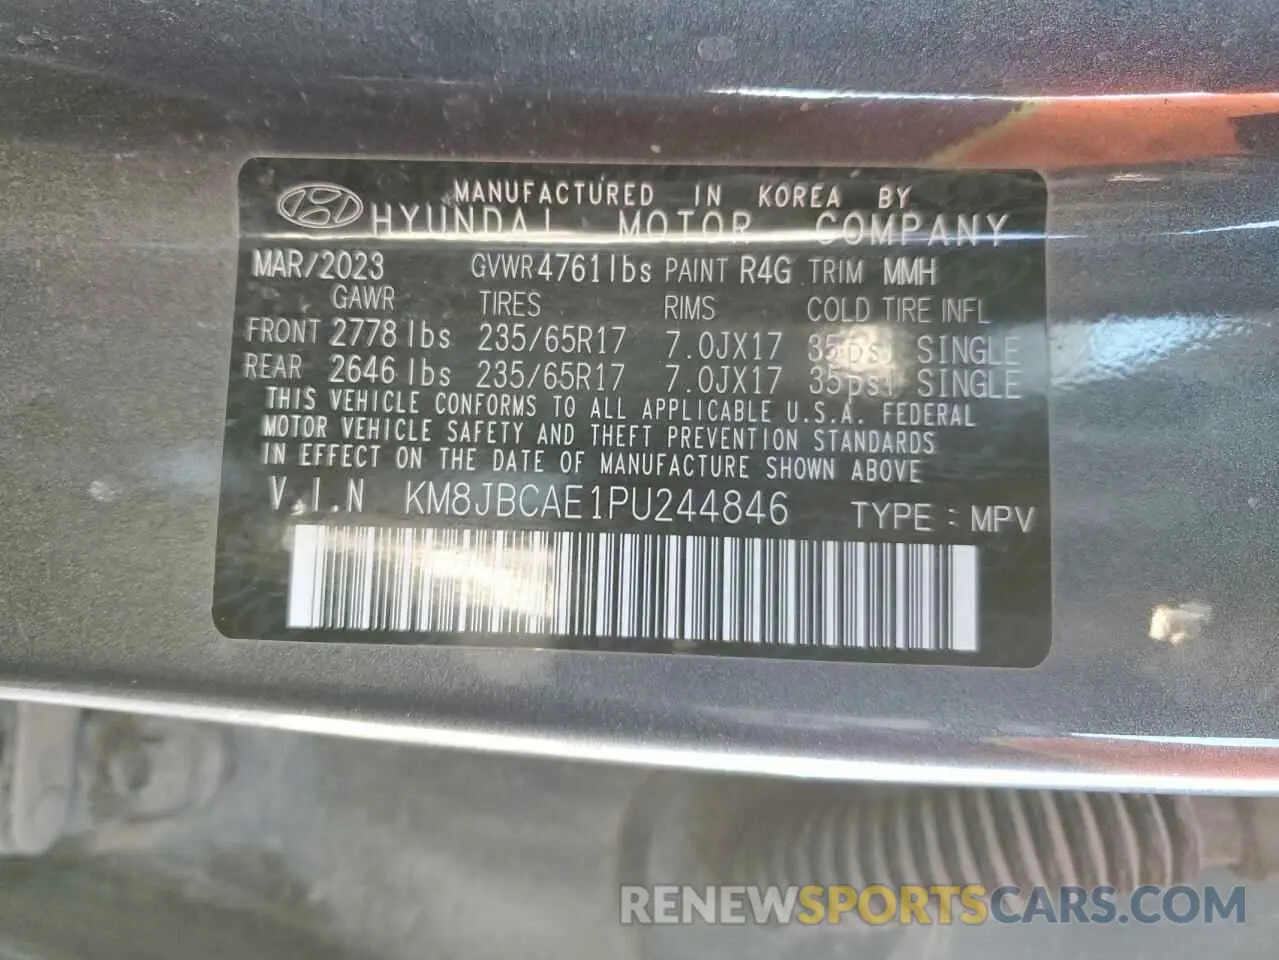 MANUFACTURED IN KOREA BY
HYUNDAI MOTOR COMPANY
MAR/2023 GVWR 4761lbs PAINT R4G TRIM MMH
GAWR TIRES RIMS COLD TIRE INFL
FRONT 2778 lbs 235/65R17 7.0JX17 35psi SINGLE
REAR 2646 lbs 235/65R17 7.0JX17 35psi SINGLE
THIS VEHICLE CONFORMS TO ALL APPLICABLE U.S.A. FEDERAL
MOTOR VEHICLE SAFETY AND THEFT PREVENTION STANDARDS
IN EFFECT ON THE DATE OF MANUFACTURE SHOWN ABOVE
V.I.N KM8JBCAE1PU244846 TYPE : MPV
RENEWSPORTSCARS.COM